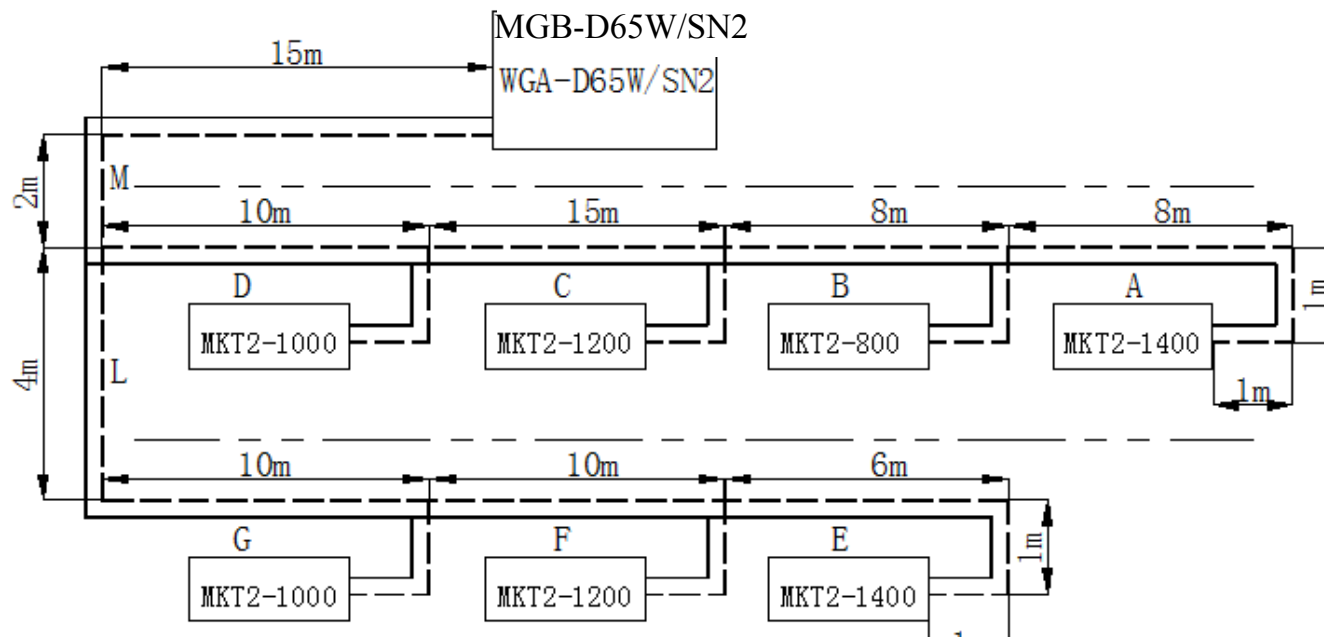 MGB-D65W/SN2
15m
WGA-D65W/SN2
2m
M
10m
15m
8m
8m
D
C
B
A
1m
MKT2-1000
MKT2-1200
MKT2-800
MKT2-1400
4m
L
1m
10m
10m
6m
G
F
E
1m
MKT2-1000
MKT2-1200
MKT2-1400